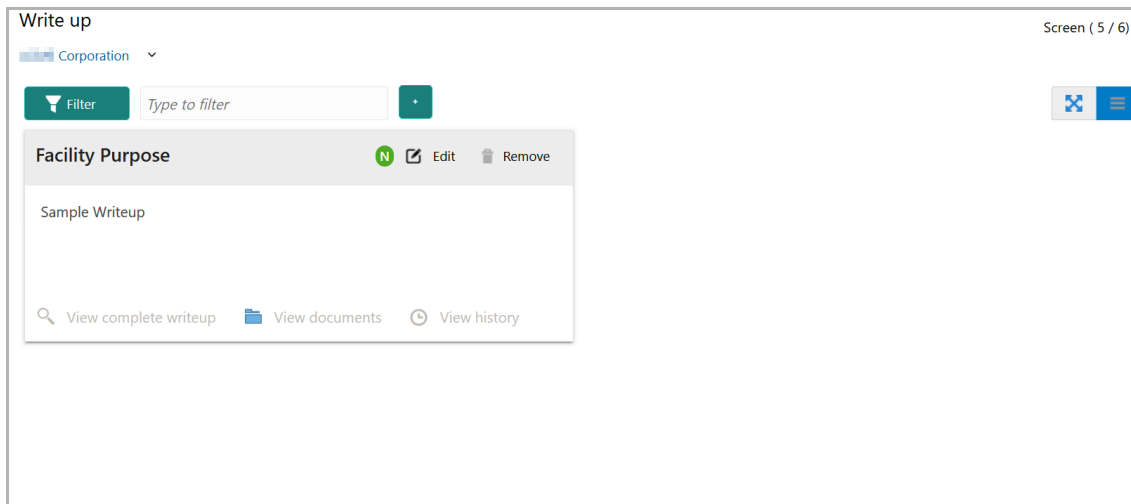 Write up
Screen ( 5 / 6)
Corporation
Filter
Type to filter
+
Facility Purpose
N
Edit
Remove
Sample Writeup
View complete writeup
View documents
View history